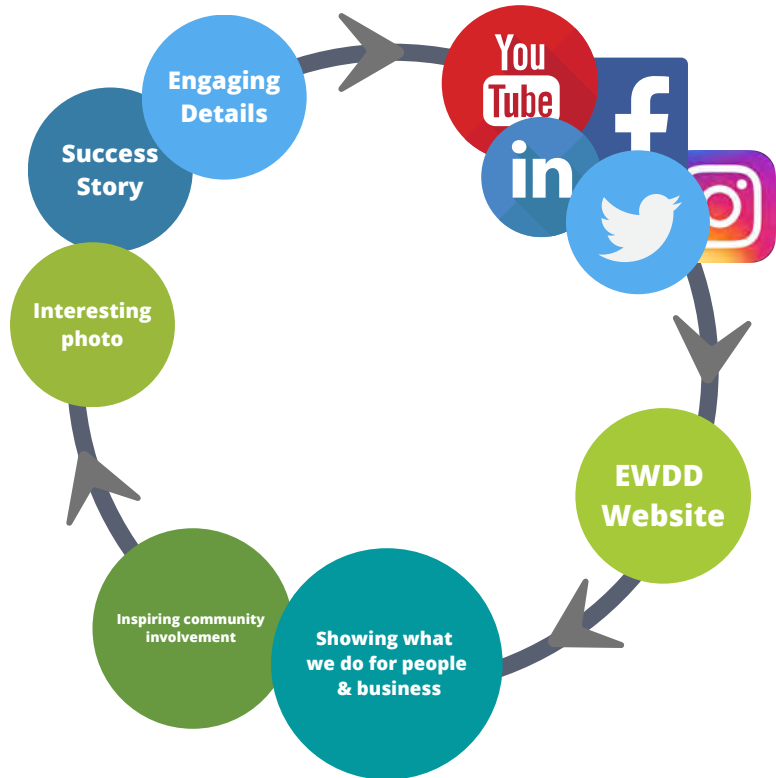 Engaging
Details
Success
Story
Interesting
photo
You
Tube
f
in
EWDD
Website
Showing what
we do for people
& business
Inspiring community
involvement